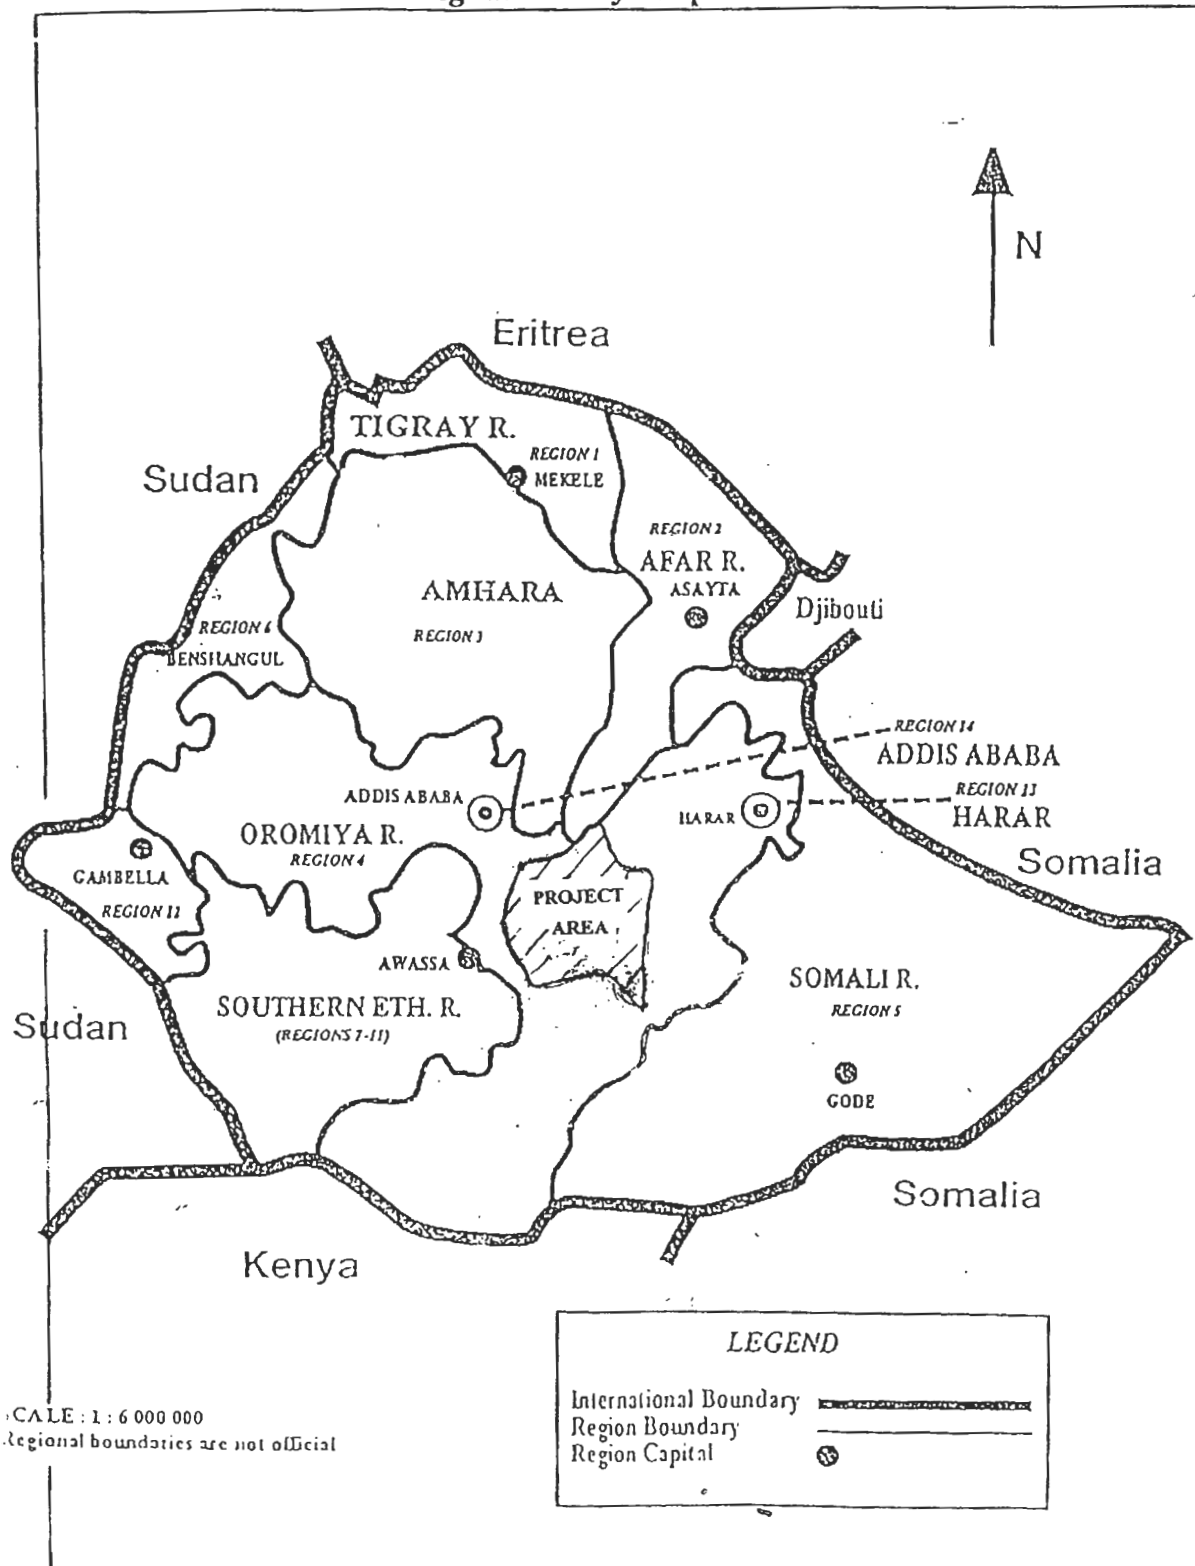 N
Eritrea
TIGRAY R.
REGION 1
MEKELE
Sudan
REGION 2
AFAR R.
ASAYTA
AMHARA
REGION 3
Djibouti
REGION 6
BENSHANGUL
REGION 14
ADDIS ABABA
REGION 13
HARAR
ADDIS ABABA
HARAR
OROMIYA R.
REGION 4
Somalia
GAMBELLA
REGION 12
PROJECT
AREA
AWASSA
SOMALI R.
REGION 5
SOUTHERN ETH. R.
(REGIONS 7-11)
Sudan
GODE
Somalia
Kenya
LEGEND
International Boundary
Region Boundary
Region Capital
CALE : 1 : 6 000 000
Regional boundaries are not official